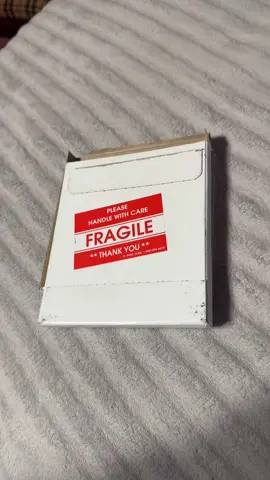 PLEASE
HANDLE WITH CARE
FRAGILE
** THANK YOU **